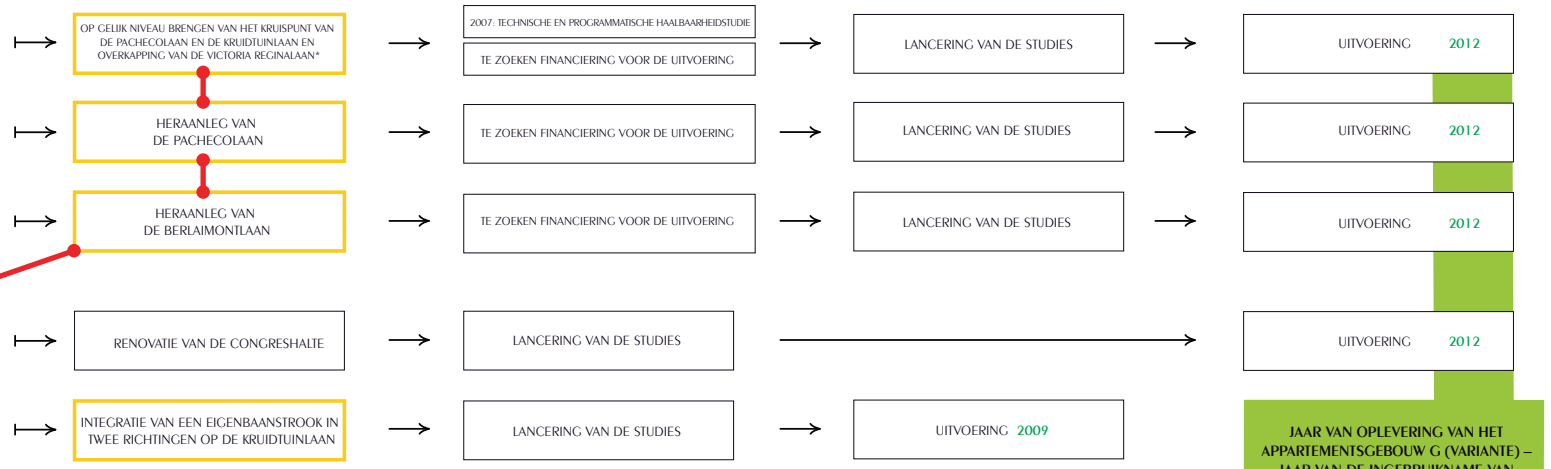 OP GELIJK NIVEAU BRENGEN VAN HET KRUISPUNT VAN
DE PACHECOLAAN EN DE KRUIDTUINLAAN EN
OVERKAPPING VAN DE VICTORIA REGINALAAN*
2007: TECHNISCHE EN PROGRAMMATISCHE HAALBAARHEIDSTUDIE
TE ZOEKEN FINANCIERING VOOR DE UITVOERING
LANCERING VAN DE STUDIES
UITVOERING 2012
HERAANLEG VAN
DE PACHECOLAAN
TE ZOEKEN FINANCIERING VOOR DE UITVOERING
LANCERING VAN DE STUDIES
UITVOERING 2012
HERAANLEG VAN
DE BERLAIMONTLAAN
TE ZOEKEN FINANCIERING VOOR DE UITVOERING
LANCERING VAN DE STUDIES
UITVOERING 2012
RENOVATIE VAN DE CONGRESHALTE
LANCERING VAN DE STUDIES
UITVOERING 2012
INTEGRATIE VAN EEN EIGENBAANSTROOK IN
TWEE RICHTINGEN OP DE KRUIDTUINLAAN
LANCERING VAN DE STUDIES
UITVOERING 2009
JAAR VAN OPLEVERING VAN HET
APPARTEMENTSGEBOUW G (VARIANTE) –
JAAR VAN DE INGEBRUIKNAME VAN